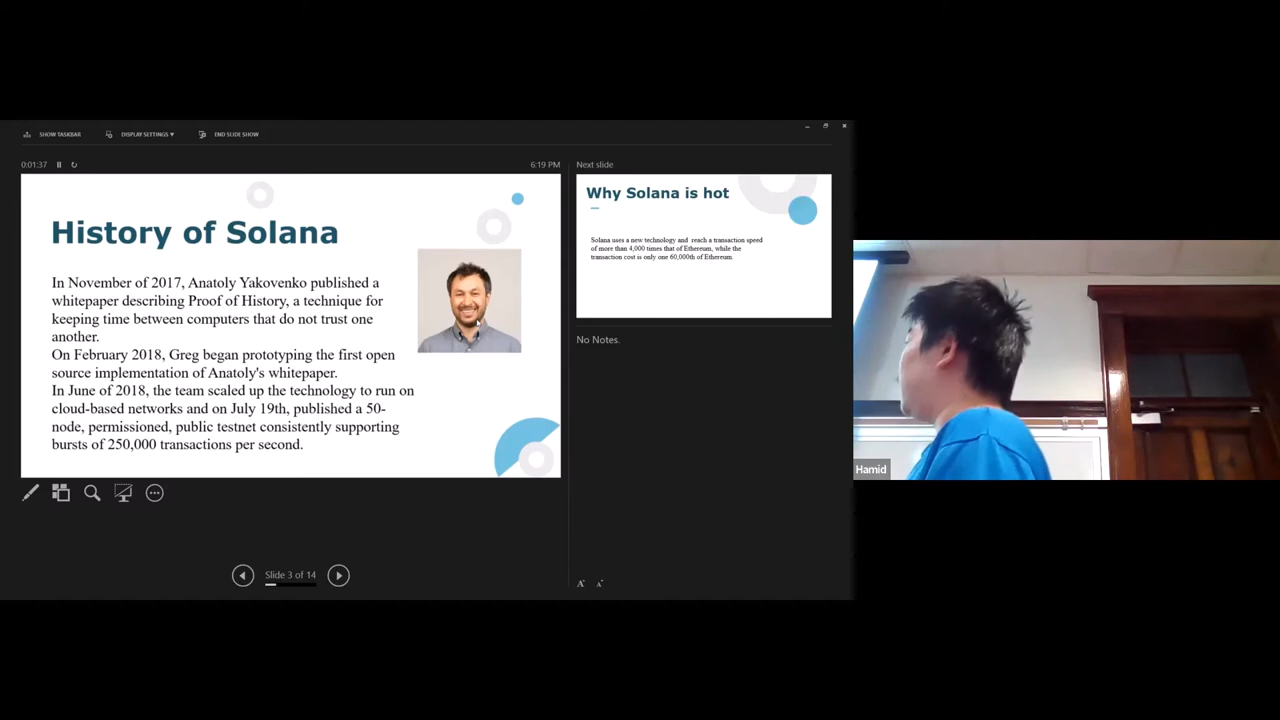 SHOW TASKBAR
DISPLAY SETTINGS ▾
END SLIDE SHOW
0:01:37
6:19 PM
History of Solana
In November of 2017, Anatoly Yakovenko published a
whitepaper describing Proof of History, a technique for
keeping time between computers that do not trust one
another.
On February 2018, Greg began prototyping the first open
source implementation of Anatoly's whitepaper.
In June of 2018, the team scaled up the technology to run on
cloud-based networks and on July 19th, published a 50-
node, permissioned, public testnet consistently supporting
bursts of 250,000 transactions per second.
Slide 3 of 14
Next slide
Why Solana is hot
Solana uses a new technology and reach a transaction speed
of more than 4,000 times that of Ethereum, while the
transaction cost is only one 60,000th of Ethereum.
No Notes.
A A
Hamid